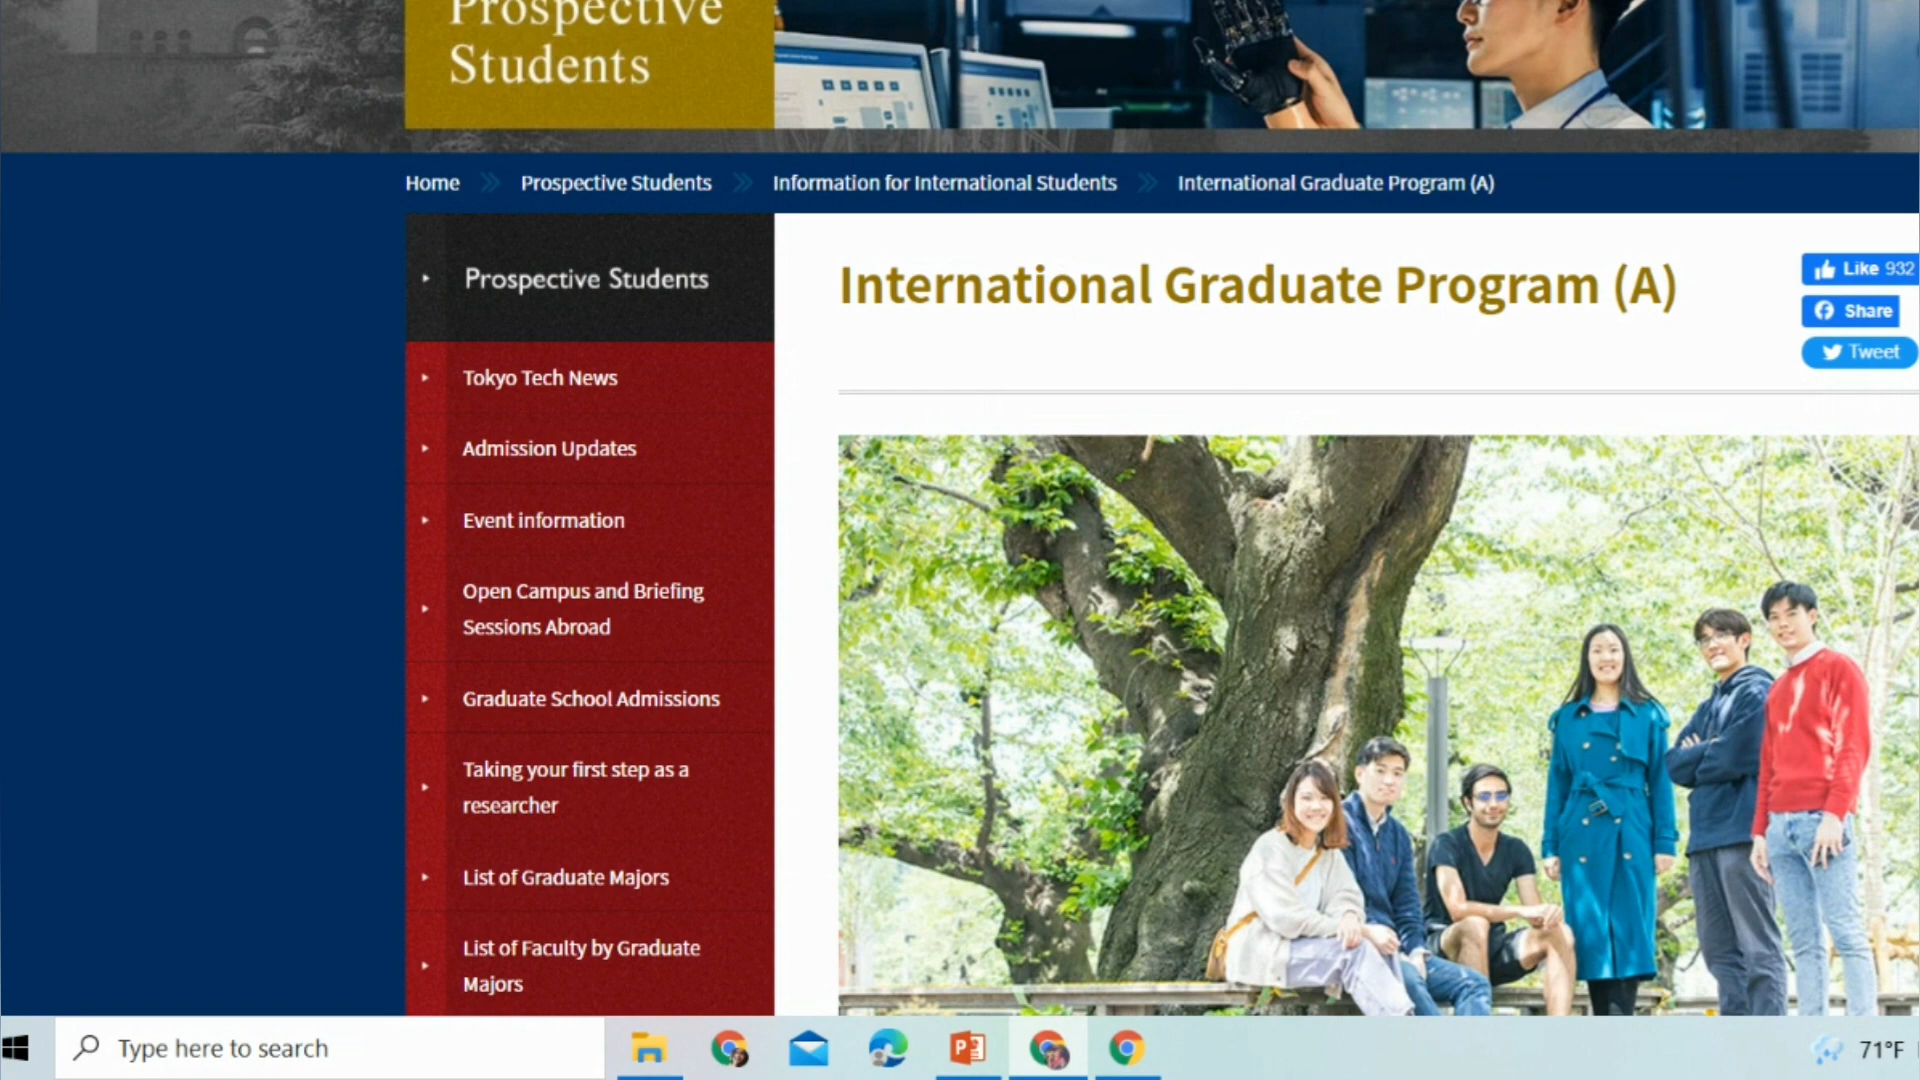 Prospective
Students
Home
Prospective Students
Information for International Students
International Graduate Program (A)
Prospective Students
International Graduate Program (A)
Like 932
Share
Tweet
Tokyo Tech News
Admission Updates
Event information
Open Campus and Briefing
Sessions Abroad
Graduate School Admissions
Taking your first step as a
researcher
List of Graduate Majors
List of Faculty by Graduate
Majors
Type here to search
71°F